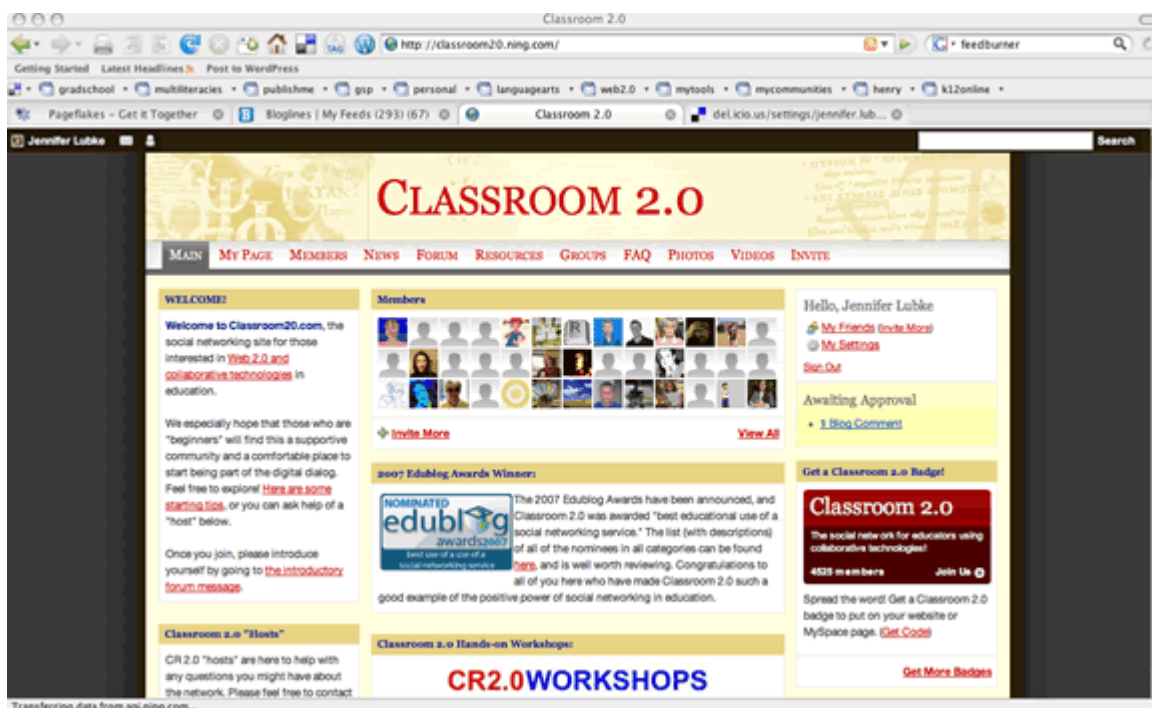 Classroom 2.0
http://classroom20.ning.com/
feedburner
Getting Started Latest Headlines Post to WordPress
gradschool multiliteracies publishme gsp personal languagearts web2.0 mytools mycommunities henry k12online
Pageflakes - Get it Together Bloglines | My Feeds (293) (67) Classroom 2.0 del.icio.us/settings/jennifer.lub...
Jennifer Lubke Search
CLASSROOM 2.0
MAIN MY PAGE MEMBERS NEWS FORUM RESOURCES GROUPS FAQ PHOTOS VIDEOS INVITE
WELCOME!
Welcome to Classroom20.com, the
social networking site for those
interested in Web 2.0 and
collaborative technologies in
education.
We especially hope that those who are
"beginners" will find this a supportive
community and a comfortable place to
start being part of the digital dialog.
Feel free to explore! Here are some
starting tips, or you can ask help of a
"host" below.
Once you join, please introduce
yourself by going to the introductory
forum message.
Classroom 2.0 "Hosts"
CR 2.0 "hosts" are here to help with
any questions you might have about
the network. Please feel free to contact
Members
Invite More View All
2007 Edublog Awards Winner:
NOMINATED
edublog
awards2007
best use of a use of a
social networking service
The 2007 Edublog Awards have been announced, and
Classroom 2.0 was awarded "best educational use of a
social networking service." The list (with descriptions)
of all of the nominees in all categories can be found
here, and is well worth reviewing. Congratulations to
all of you here who have made Classroom 2.0 such a
good example of the positive power of social networking in education.
Classroom 2.0 Hands-on Workshops:
CR2.0WORKSHOPS
Hello, Jennifer Lubke
My Friends (Invite More)
My Settings
Sign Out
Awaiting Approval
1 Blog Comment
Get a Classroom 2.0 Badge!
Classroom 2.0
The social network for educators using
collaborative technologies!
4525 members Join Us
Spread the word! Get a Classroom 2.0
badge to put on your website or
MySpace page. (Get Code)
Get More Badges
Transferring data from api.ning.com...